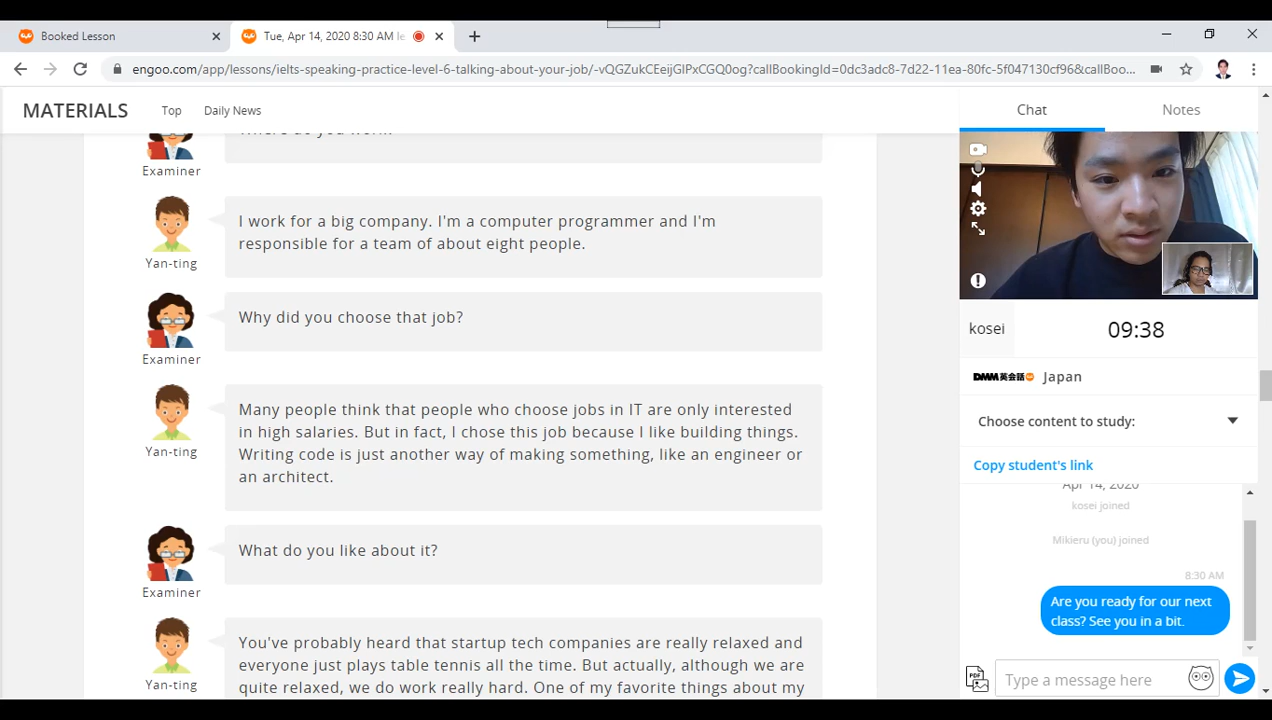 Booked Lesson
Tue, Apr 14, 2020 8:30 AM le
engoo.com/app/lessons/ielts-speaking-practice-level-6-talking-about-your-job/-vQGZukCEeijGIPxCGQ0og?callBookingId=0dc3adc8-7d22-11ea-80fc-5f047130cf96&callBoo...
MATERIALS
Top
Daily News
Where do you work?
Examiner
I work for a big company. I'm a computer programmer and I'm
responsible for a team of about eight people.
Yan-ting
Why did you choose that job?
Examiner
Many people think that people who choose jobs in IT are only interested
in high salaries. But in fact, I chose this job because I like building things.
Writing code is just another way of making something, like an engineer or
an architect.
Yan-ting
What do you like about it?
Examiner
You've probably heard that startup tech companies are really relaxed and
everyone just plays table tennis all the time. But actually, although we are
quite relaxed, we do work really hard. One of my favorite things about my
Yan-ting
Chat
Notes
kosei
09:38
DMM英会話
Japan
Choose content to study:
Copy student's link
Apr 14, 2020
kosei joined
Mikieru (you) joined
8:30 AM
Are you ready for our next
class? See you in a bit.
PDF
Type a message here